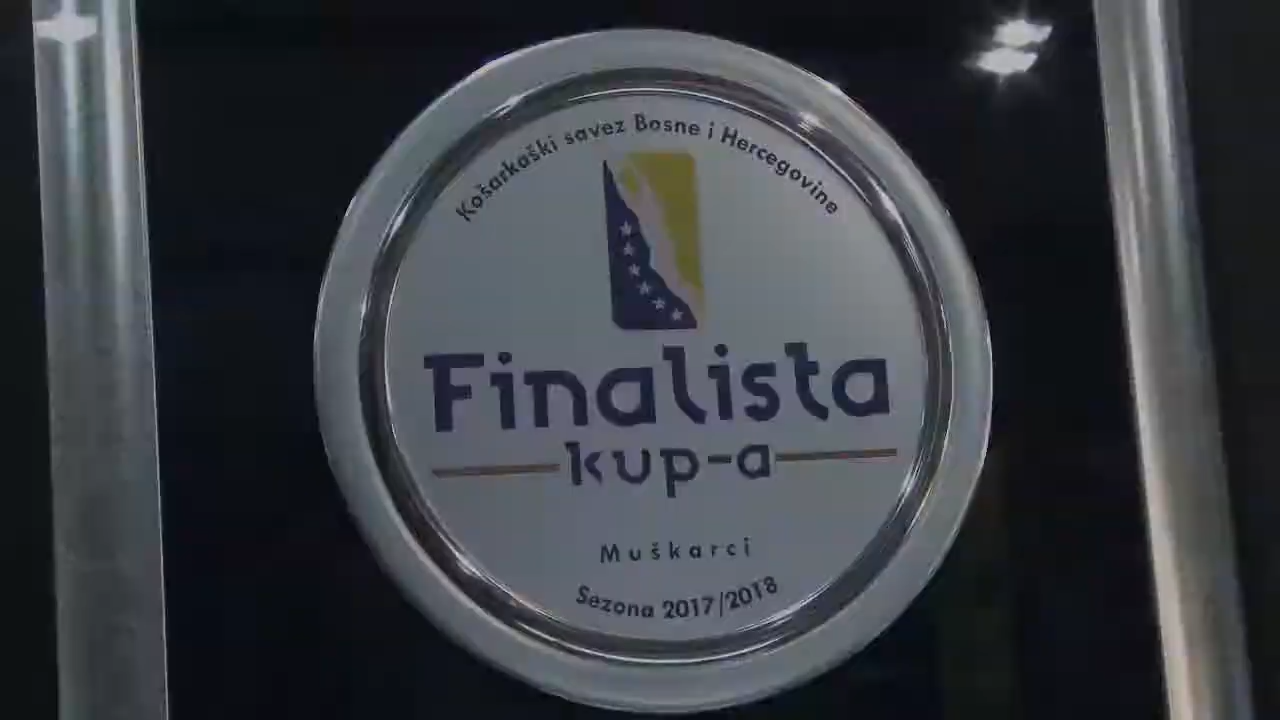 Košarkaški savez Bosne i Hercegovine
Finalista
kup-a
Muškarci
Sezona 2017/2018